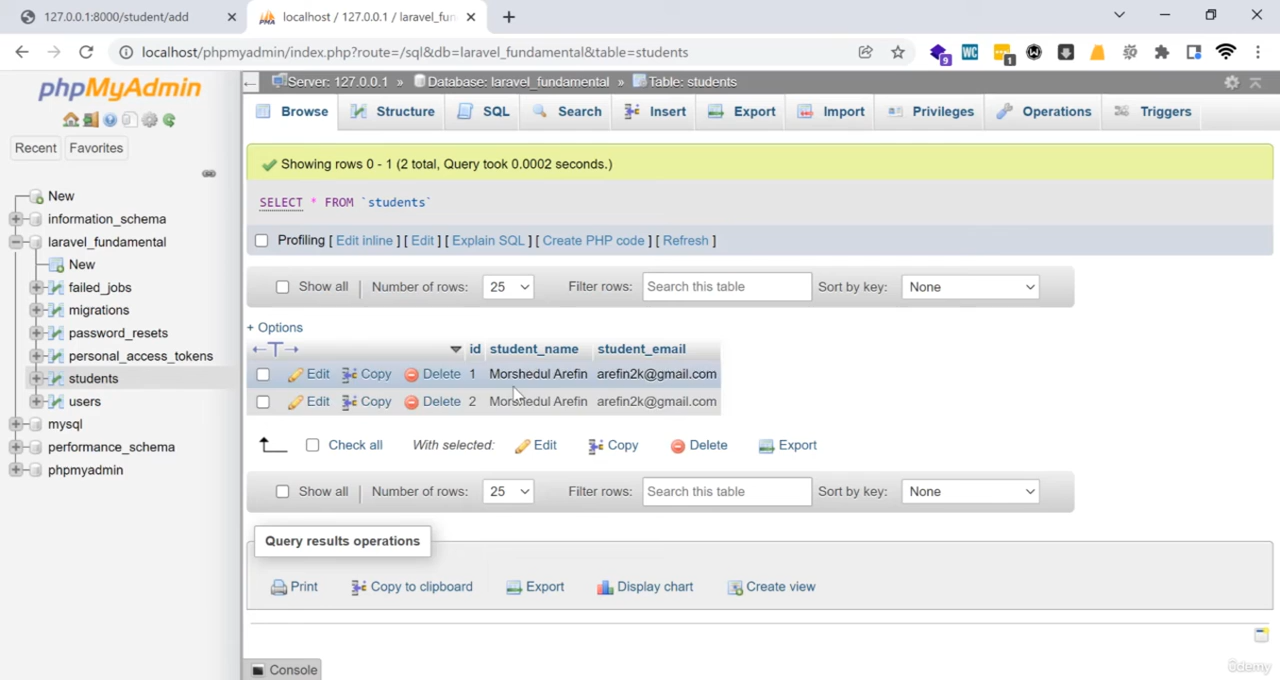 127.0.0.1:8000/student/add
localhost / 127.0.0.1 / laravel_fun
localhost/phpmyadmin/index.php?route=/sql&db=laravel_fundamental&table=students
9
WC
1
phpMyAdmin
Recent
Favorites
New
information_schema
laravel_fundamental
New
failed_jobs
migrations
password_resets
personal_access_tokens
students
users
mysql
performance_schema
phpmyadmin
Server: 127.0.0.1 » Database: laravel_fundamental » Table: students
Browse Structure SQL Search Insert Export Import Privileges Operations Triggers
Showing rows 0 - 1 (2 total, Query took 0.0002 seconds.)
SELECT * FROM `students`
Profiling [ Edit inline ] [ Edit ] [ Explain SQL ] [ Create PHP code ] [ Refresh ]
Show all | Number of rows: 25 Filter rows: Search this table Sort by key: None
+ Options
←T→ id student_name student_email
Edit Copy Delete 1 Morshedul Arefin arefin2k@gmail.com
Edit Copy Delete 2 Morshedul Arefin arefin2k@gmail.com
Check all With selected: Edit Copy Delete Export
Show all | Number of rows: 25 Filter rows: Search this table Sort by key: None
Query results operations
Print Copy to clipboard Export Display chart Create view
Console
ûdemy